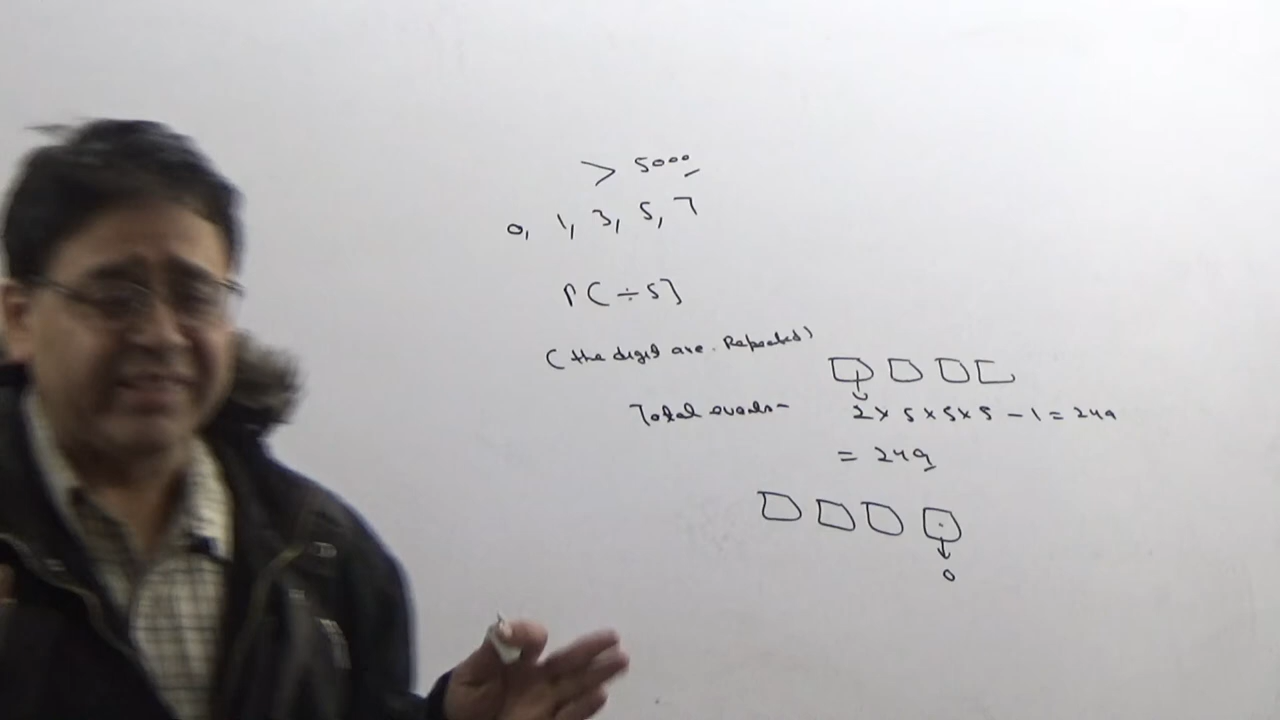 > 5000
0, 1, 3, 5, 7
P(÷5]
(the digit are. Repeated)
Total events-
2 × 5 × 5 × 5 - 1 = 249
= 249
0